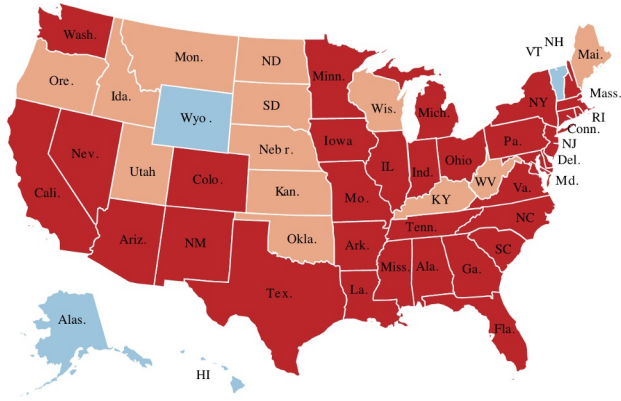 Wash.
Mon.
ND
Minn.
VT
NH
Mai.
Ore.
Ida.
Wyo .
SD
Wis.
Mich.
NY
Mass.
RI
Conn.
NJ
Del.
Md.
Nev.
Utah
Colo.
Neb r.
Iowa
IL
Ind.
Ohio
Pa.
WV
Va.
Cali.
Kan.
Mo.
KY
NC
Ariz.
NM
Okla.
Ark.
Tenn.
SC
Tex.
La.
Miss.
Ala.
Ga.
Fla.
Alas.
HI